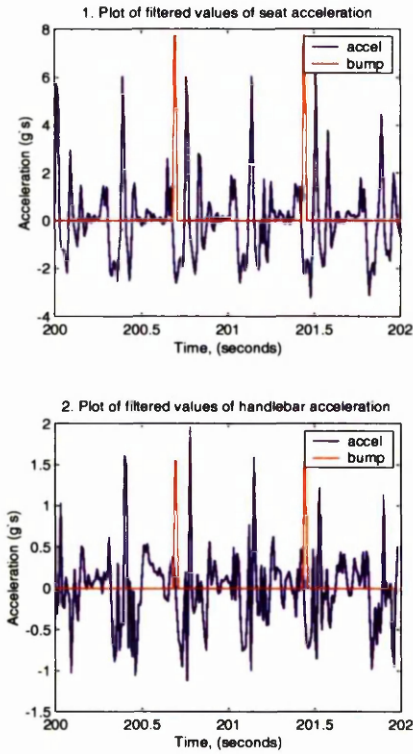 1. Plot of filtered values of seat acceleration
8
6
4
2
0
-2
-4
Acceleration (g's)
accel
bump
200
200.5
201
201.5
202
Time, (seconds)
2. Plot of filtered values of handlebar acceleration
2
1.5
1
0.5
0
-0.5
-1
-1.5
Acceleration (g's)
accel
bump
200
200.5
201
201.5
202
Time, (seconds)